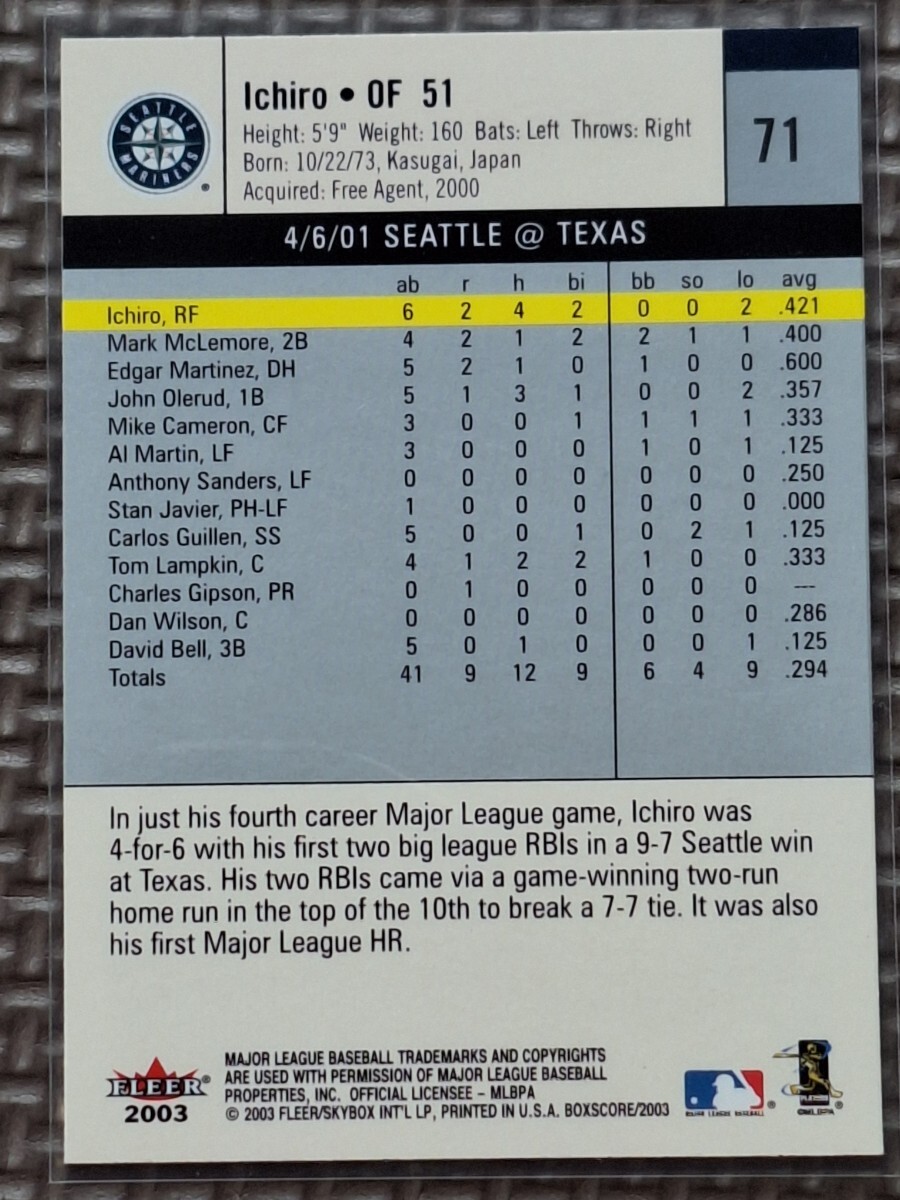 SEATTLE MARINERS
Ichiro • OF 51
Height: 5'9" Weight: 160 Bats: Left Throws: Right
Born: 10/22/73, Kasugai, Japan
Acquired: Free Agent, 2000
71
4/6/01 SEATTLE @ TEXAS
ab r h bi bb so lo avg
Ichiro, RF 6 2 4 2 0 0 2 .421
Mark McLemore, 2B 4 2 1 2 2 1 1 .400
Edgar Martinez, DH 5 2 1 0 1 0 0 .600
John Olerud, 1B 5 1 3 1 0 0 2 .357
Mike Cameron, CF 3 0 0 1 1 1 1 .333
Al Martin, LF 3 0 0 0 1 0 1 .125
Anthony Sanders, LF 0 0 0 0 0 0 0 .250
Stan Javier, PH-LF 1 0 0 0 0 0 0 .000
Carlos Guillen, SS 5 0 0 1 0 2 1 .125
Tom Lampkin, C 4 1 2 2 1 0 0 .333
Charles Gipson, PR 0 1 0 0 0 0 0 ---
Dan Wilson, C 0 0 0 0 0 0 0 .286
David Bell, 3B 5 0 1 0 0 0 1 .125
Totals 41 9 12 9 6 4 9 .294
In just his fourth career Major League game, Ichiro was
4-for-6 with his first two big league RBIs in a 9-7 Seattle win
at Texas. His two RBIs came via a game-winning two-run
home run in the top of the 10th to break a 7-7 tie. It was also
his first Major League HR.
FLEER®
2003
MAJOR LEAGUE BASEBALL TRADEMARKS AND COPYRIGHTS
ARE USED WITH PERMISSION OF MAJOR LEAGUE BASEBALL
PROPERTIES, INC. OFFICIAL LICENSEE – MLBPA
© 2003 FLEER/SKYBOX INT'L LP, PRINTED IN U.S.A. BOXSCORE/2003
MAJOR LEAGUE BASEBALL ®
PLAYERS
©MLBPA ®